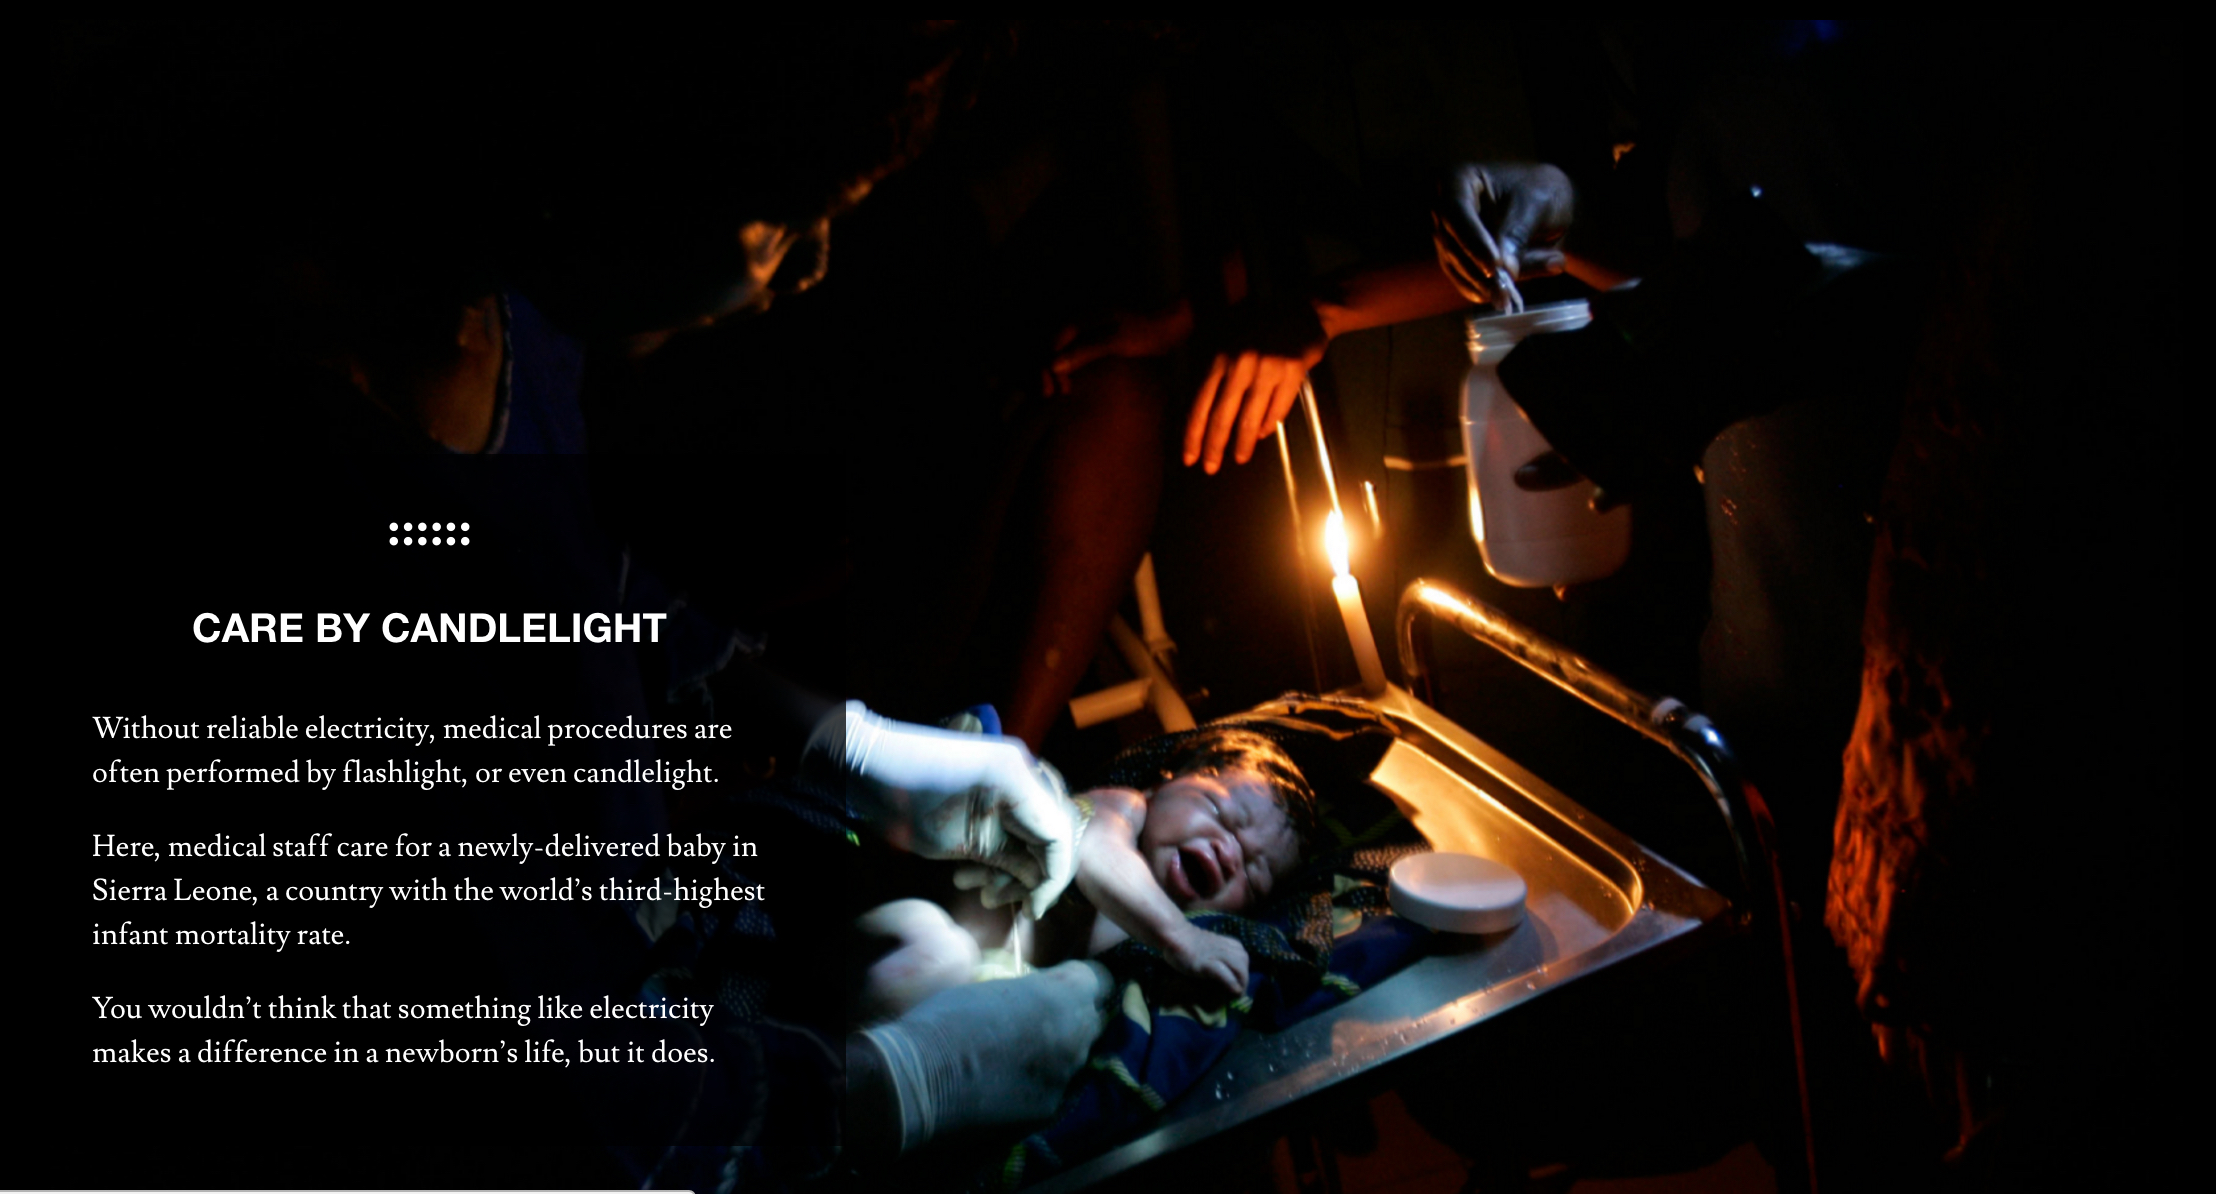 CARE BY CANDLELIGHT
Without reliable electricity, medical procedures are
often performed by flashlight, or even candlelight.
Here, medical staff care for a newly-delivered baby in
Sierra Leone, a country with the world’s third-highest
infant mortality rate.
You wouldn’t think that something like electricity
makes a difference in a newborn’s life, but it does.